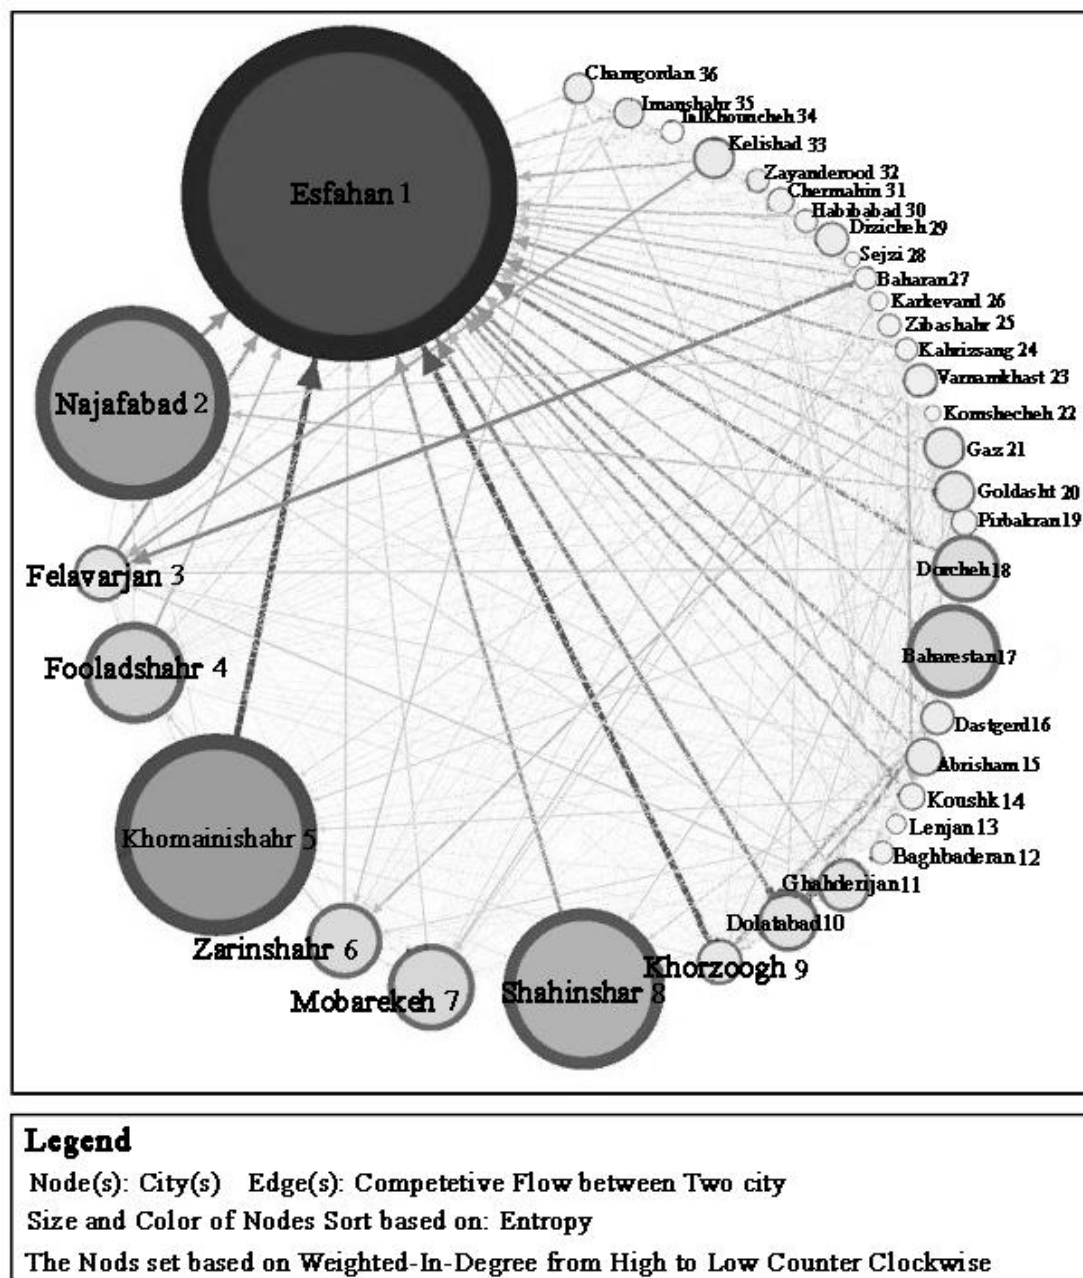 Chamgordan 36
Imanshahr 35
TalKhouncheh 34
Kelishad 33
Zayanderood 32
Chermahin 31
Habibabad 30
Dizicheh 29
Sejzi 28
Baharan 27
Karkevand 26
Zibashahr 25
Kahrizsang 24
Varnamkhast 23
Komshecheh 22
Gaz 21
Goldasht 20
Pirbakran 19
Dorcheh 18
Baharestan 17
Dastgerd 16
Abrisham 15
Koushk 14
Lenjan 13
Baghbaderan 12
Ghahderijan 11
Dolatabad 10
Khorzoogh 9
Shahinshar 8
Mobarekeh 7
Zarinshahr 6
Khomainishahr 5
Fooladshahr 4
Felavarjan 3
Najafabad 2
Esfahan 1
Legend
Node(s): City(s) Edge(s): Competetive Flow between Two city
Size and Color of Nodes Sort based on: Entropy
The Nods set based on Weighted-In-Degree from High to Low Counter Clockwise